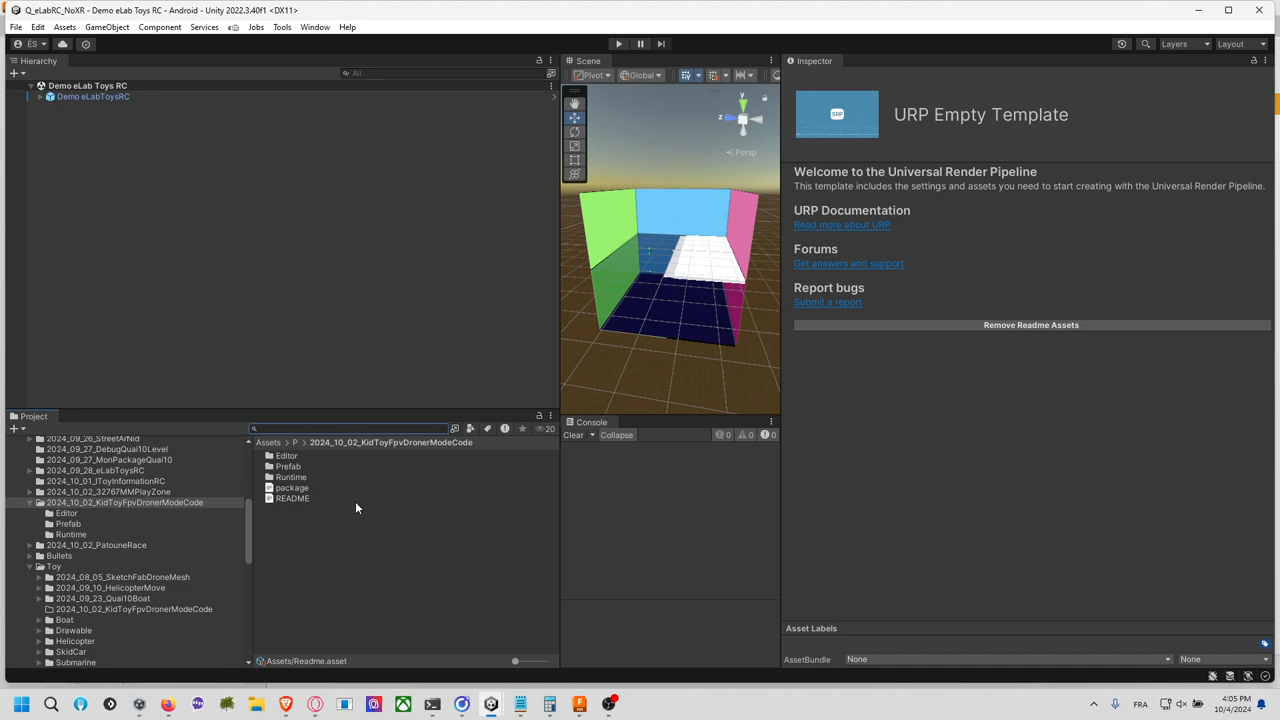 Q_eLabRC_NoXR - Demo eLab Toys RC - Android - Unity 2022.3.40f1 <DX11>
File Edit Assets GameObject Component Services Jobs Tools Window Help
ÉS Layers Layout
Hierarchy
All
Demo eLab Toys RC
Demo eLabToysRC
Scene
Pivot Global
y
z
Persp
Inspector
SRP
URP Empty Template
Welcome to the Universal Render Pipeline
This template includes the settings and assets you need to start creating with the Universal Render Pipeline.
URP Documentation
Read more about URP
Forums
Get answers and support
Report bugs
Submit a report
Remove Readme Assets
Asset Labels
AssetBundle None None
Project
20
2024_09_26_StreetArNid
2024_09_27_DebugQuai10Level
2024_09_27_MonPackageQuai10
2024_09_28_eLabToysRC
2024_10_01_IToyInformationRC
2024_10_02_32767MMPlayZone
2024_10_02_KidToyFpvDronerModeCode
Editor
Prefab
Runtime
2024_10_02_PatouneRace
Bullets
Toy
2024_08_05_SketchFabDroneMesh
2024_09_10_HelicopterMove
2024_09_23_Quai10Boat
2024_10_02_KidToyFpvDronerModeCode
Boat
Drawable
Helicopter
SkidCar
Submarine
Assets P 2024_10_02_KidToyFpvDronerModeCode
Editor
Prefab
Runtime
package
README
Assets/Readme.asset
Console
Clear Collapse 0 0 0
FRA
4:05 PM
10/4/2024